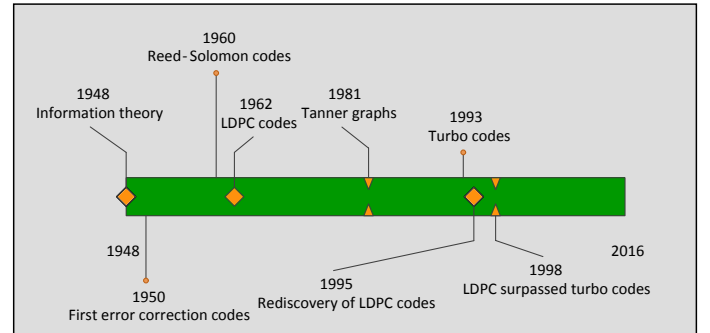 1960
Reed-Solomon codes
1948
Information theory
1962
LDPC codes
1981
Tanner graphs
1993
Turbo codes
1948
2016
1950
First error correction codes
1995
Rediscovery of LDPC codes
1998
LDPC surpassed turbo codes